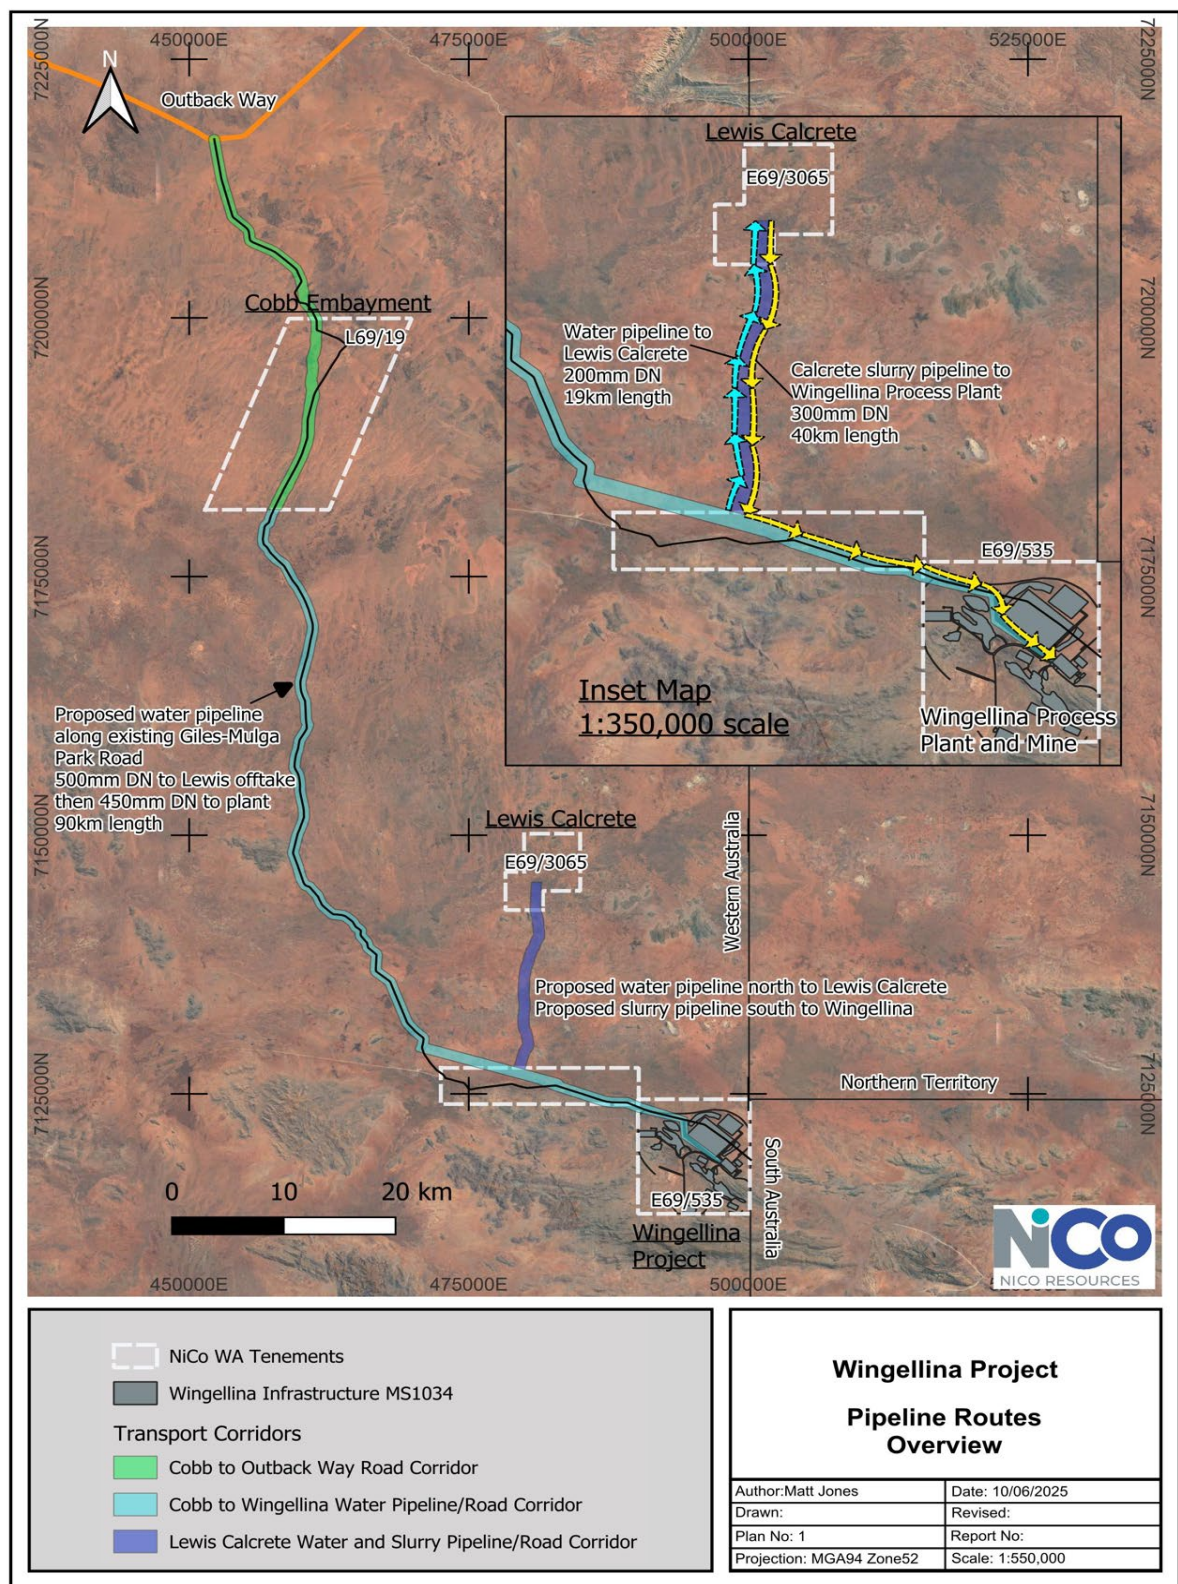 450000E
475000E
500000E
525000E
7225000N
7225000N
N
Outback Way
Lewis Calcrete
E69/3065
Cobb Embayment
L69/19
7200000N
7200000N
Water pipeline to
Lewis Calcrete
200mm DN
19km length
Calcrete slurry pipeline to
Wingellina Process Plant
300mm DN
40km length
7175000N
7175000N
E69/535
Inset Map
1:350,000 scale
Wingellina Process
Plant and Mine
Proposed water pipeline
along existing Giles-Mulga
Park Road
500mm DN to Lewis offtake
then 450mm DN to plant
90km length
7150000N
7150000N
Lewis Calcrete
E69/3065
Western Australia
Proposed water pipeline north to Lewis Calcrete
Proposed slurry pipeline south to Wingellina
7125000N
7125000N
Northern Territory
South Australia
E69/535
Wingellina
Project
0 10 20 km
NiCO
NICO RESOURCES
450000E
475000E
500000E
NiCo WA Tenements
Wingellina Infrastructure MS1034
Transport Corridors
Cobb to Outback Way Road Corridor
Cobb to Wingellina Water Pipeline/Road Corridor
Lewis Calcrete Water and Slurry Pipeline/Road Corridor
Wingellina Project
Pipeline Routes
Overview
Author:Matt Jones
Date: 10/06/2025
Drawn:
Revised:
Plan No: 1
Report No:
Projection: MGA94 Zone52
Scale: 1:550,000